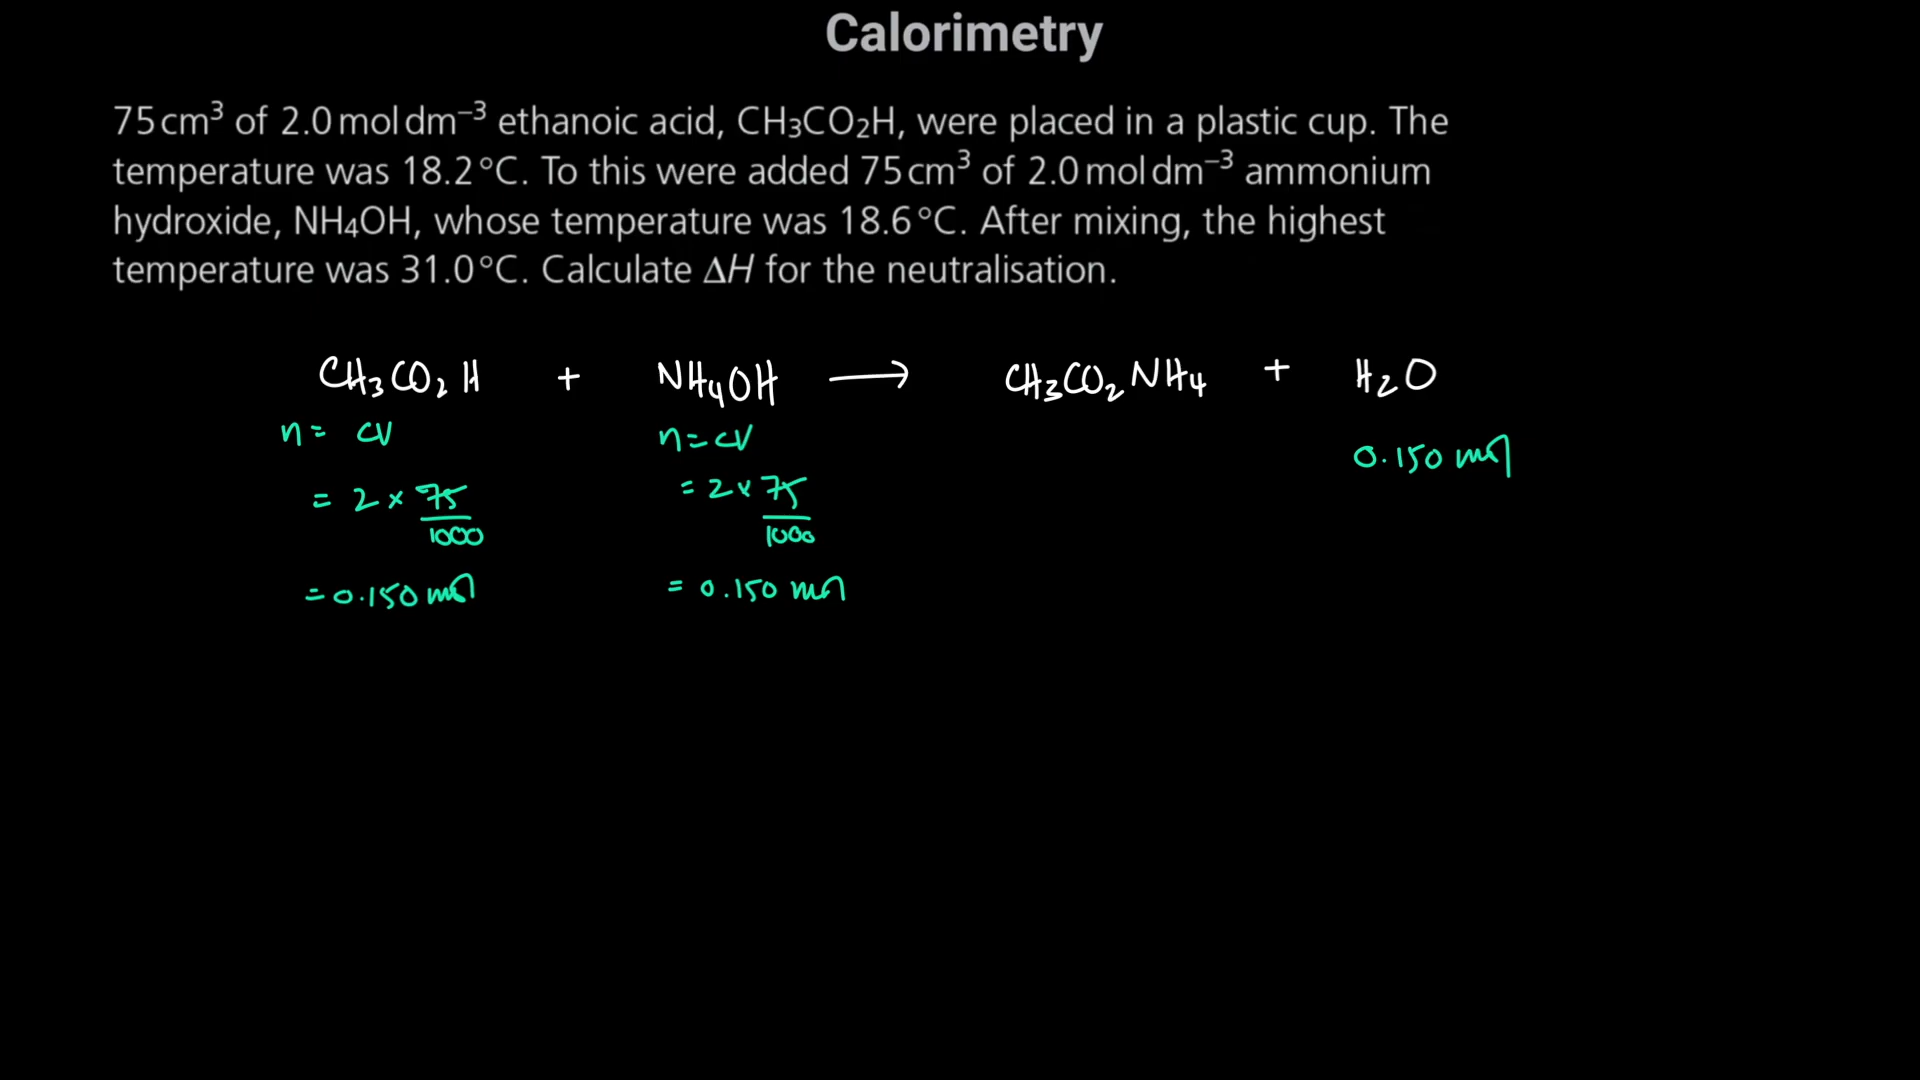 Calorimetry
75 cm³ of 2.0 mol dm⁻³ ethanoic acid, CH₃CO₂H, were placed in a plastic cup. The
temperature was 18.2 °C. To this were added 75 cm³ of 2.0 mol dm⁻³ ammonium
hydroxide, NH₄OH, whose temperature was 18.6 °C. After mixing, the highest
temperature was 31.0 °C. Calculate ΔH for the neutralisation.
CH₃CO₂H + NH₄OH ⟶ CH₃CO₂NH₄ + H₂O
n = cv
= 2 × 75/1000
= 0.150 mol
n = cv
= 2 × 75/1000
= 0.150 mol
0.150 mol